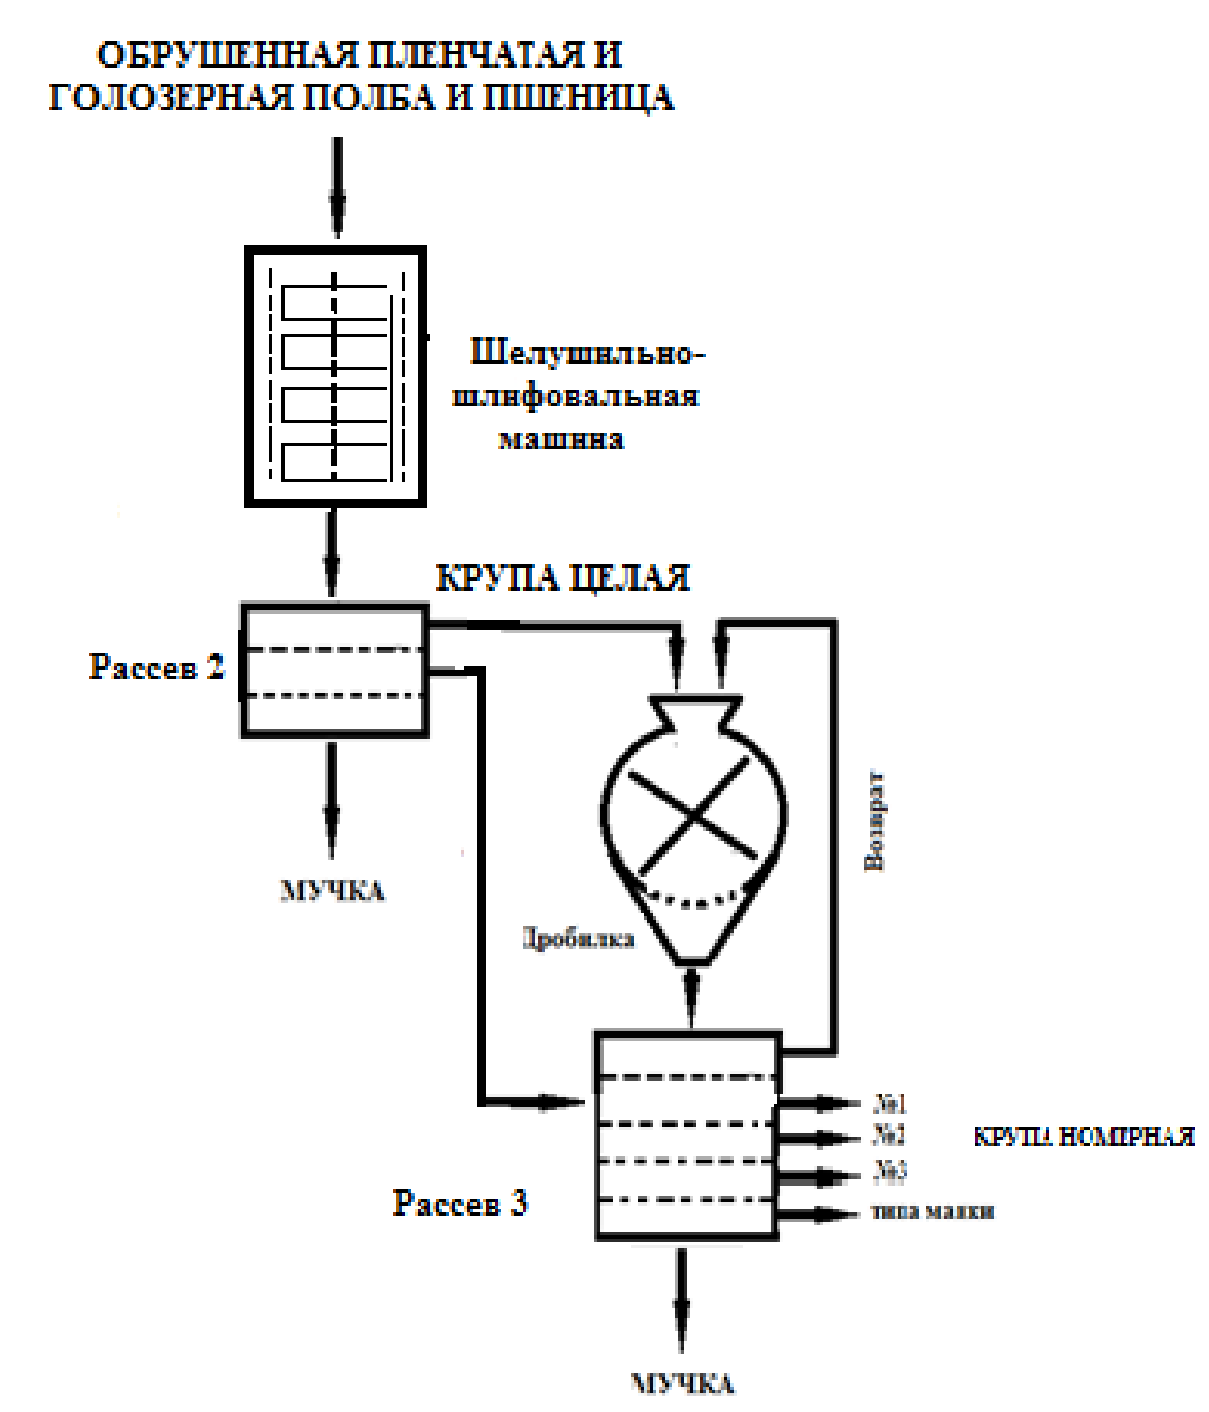 ОБРУШЕННАЯ ПЛЕНЧАТАЯ И
ГОЛОЗЕРНАЯ ПОЛБА И ПШЕНИЦА
Шелушильно-
шлифовальная
машина
КРУПА ЦЕЛАЯ
Рассев 2
Возврат
МУЧКА
Дробилка
№1
№2
КРУПА НОМЕРНАЯ
№3
Рассев 3
типа манки
МУЧКА